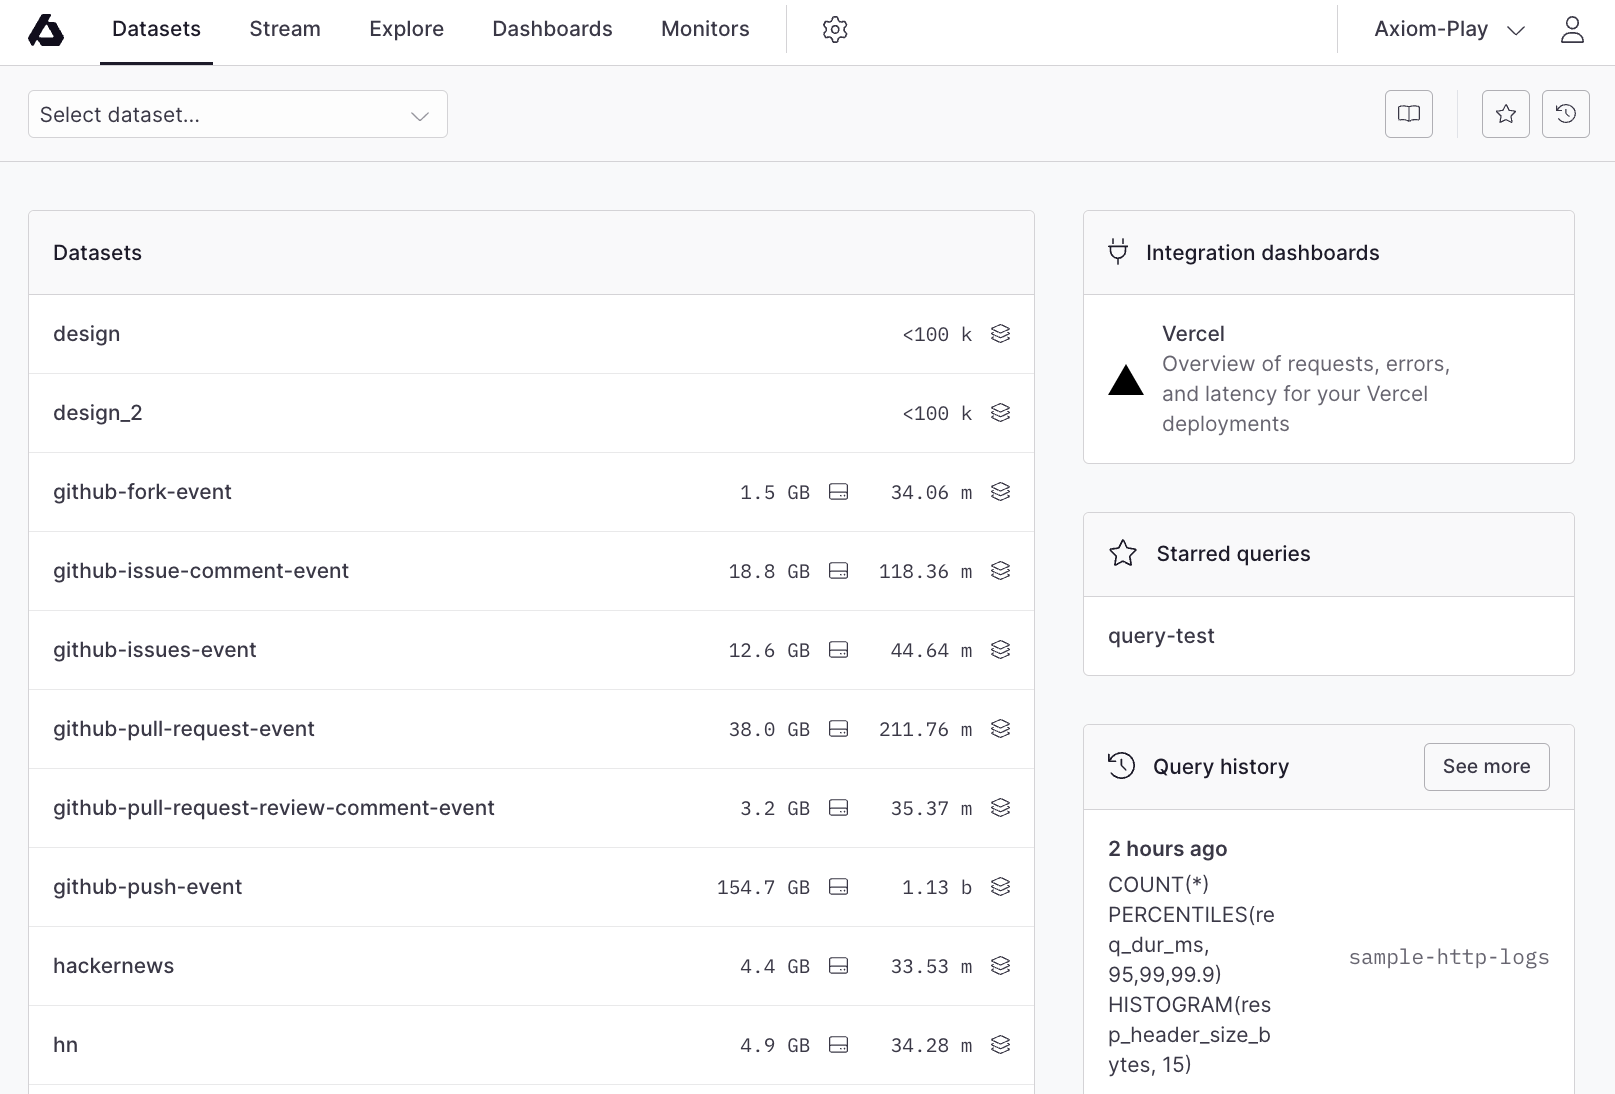 Datasets Stream Explore Dashboards Monitors Axiom-Play
Select dataset...
Datasets
design <100 k
design_2 <100 k
github-fork-event 1.5 GB 34.06 m
github-issue-comment-event 18.8 GB 118.36 m
github-issues-event 12.6 GB 44.64 m
github-pull-request-event 38.0 GB 211.76 m
github-pull-request-review-comment-event 3.2 GB 35.37 m
github-push-event 154.7 GB 1.13 b
hackernews 4.4 GB 33.53 m
hn 4.9 GB 34.28 m
Integration dashboards
Vercel
Overview of requests, errors,
and latency for your Vercel
deployments
Starred queries
query-test
Query history See more
2 hours ago
COUNT(*)
PERCENTILES(re
q_dur_ms,
95,99,99.9)
HISTOGRAM(res
p_header_size_b
ytes, 15)
sample-http-logs